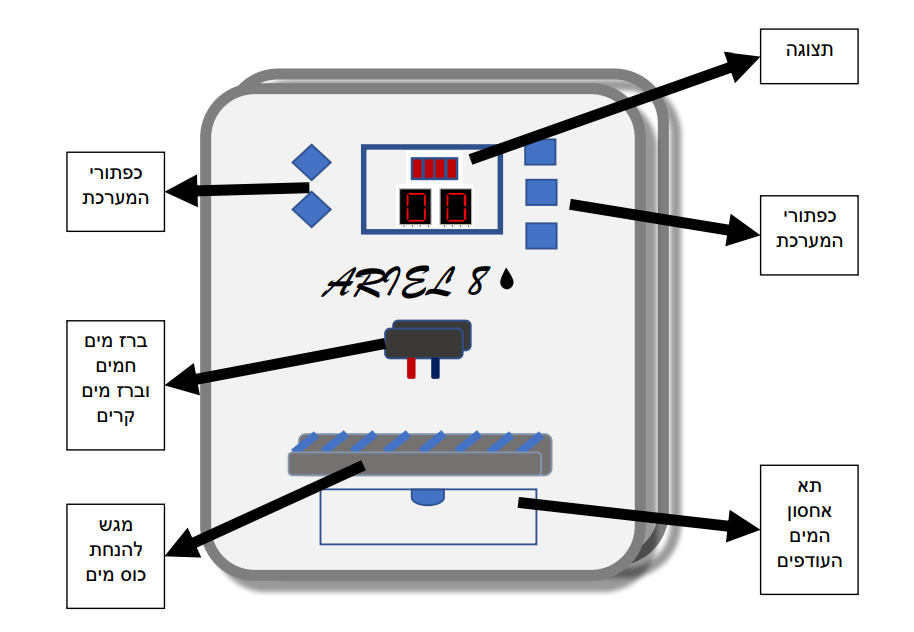 תצוגה
כפתורי
המערכת
כפתורי
המערכת
00
ARIEL 8
ברז מים
חמים
וברז מים
קרים
תא
אחסון
המים
העודפים
מגש
להנחת
כוס מים